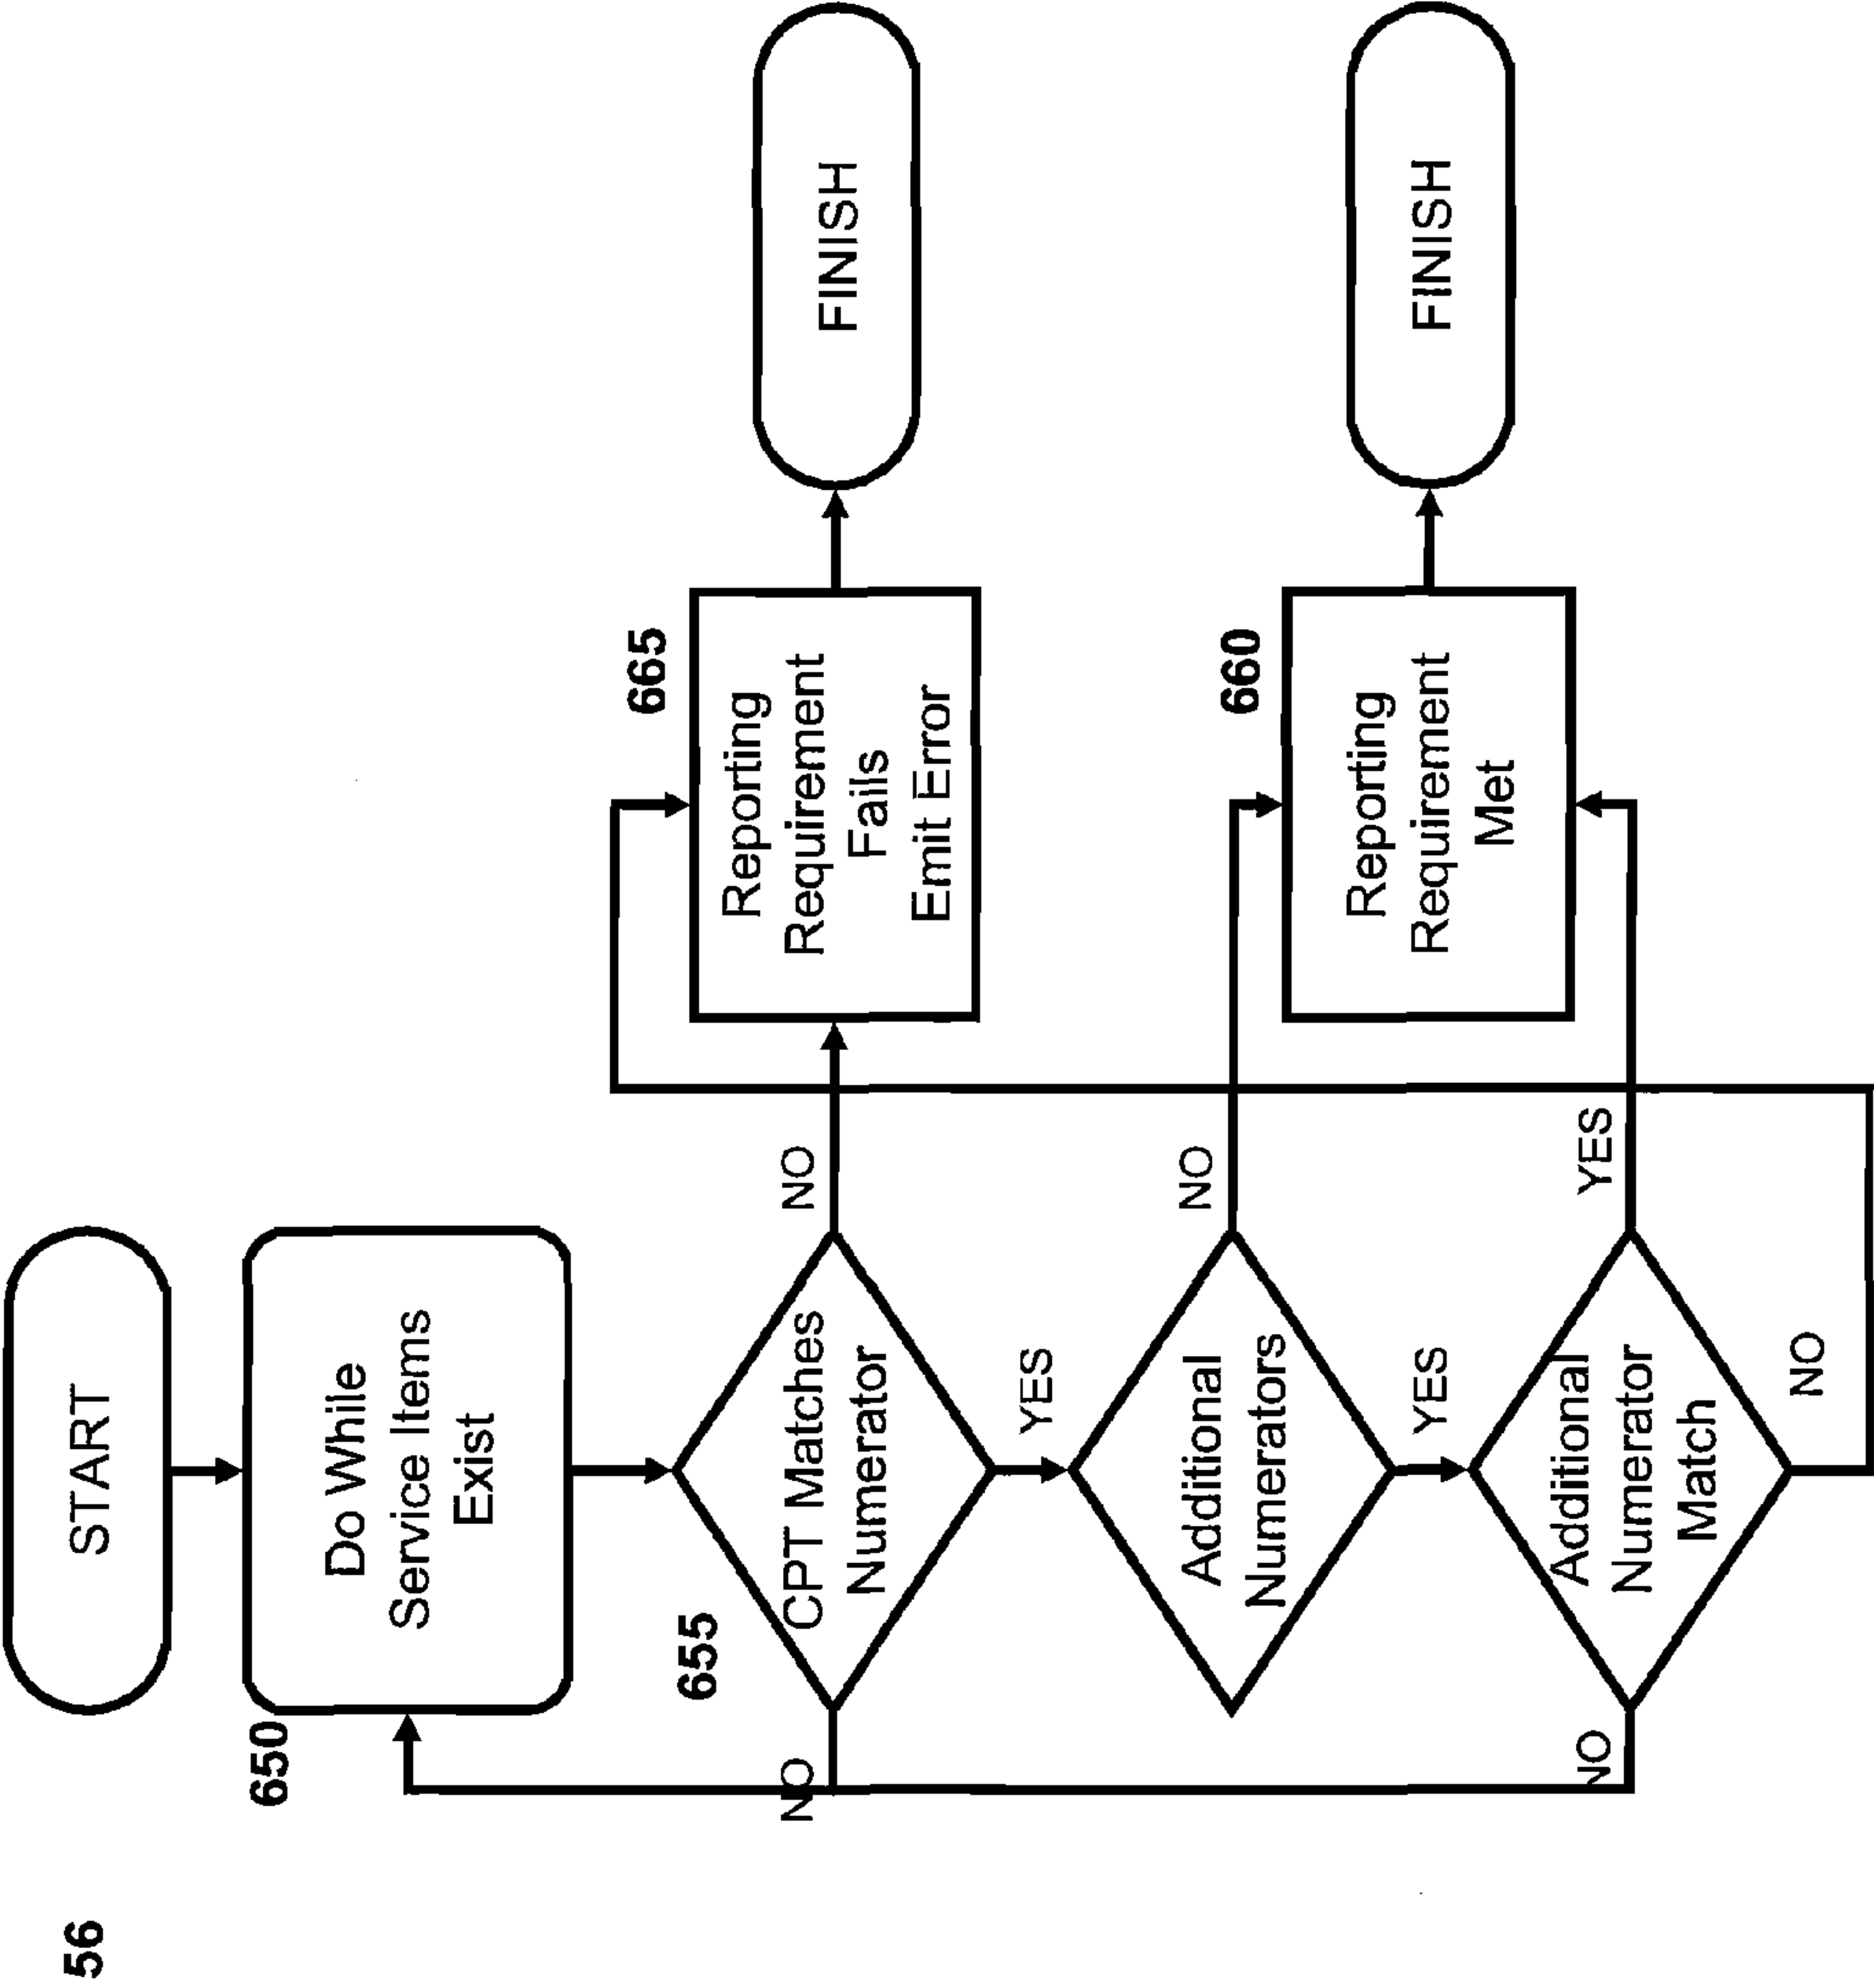 56
START
650
Do While
Service Items
Exist
655
CPT Matches
Numerator
NO
NO
665
Reporting
Requirement
Fails
Emit Error
FINISH
YES
Additional
Numerators
NO
660
Reporting
Requirement
Met
FINISH
YES
Additional
Numerator
Match
NO
YES
NO